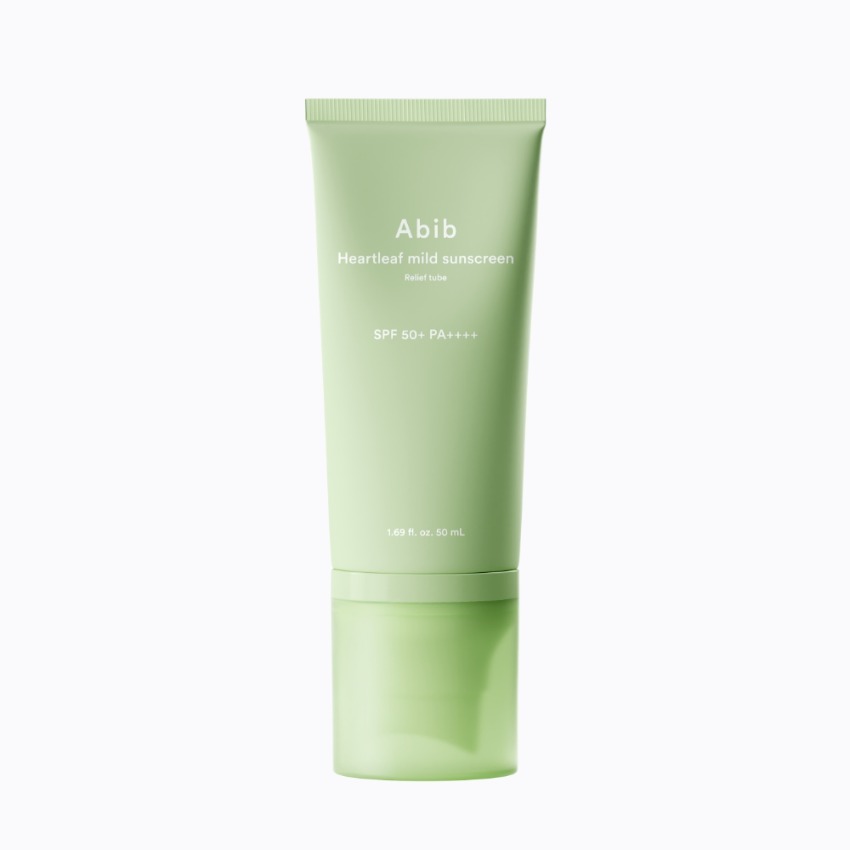 Abib
Heartleaf mild sunscreen
Relief tube
SPF 50+ PA++++
1.69 fl. oz. 50 mL